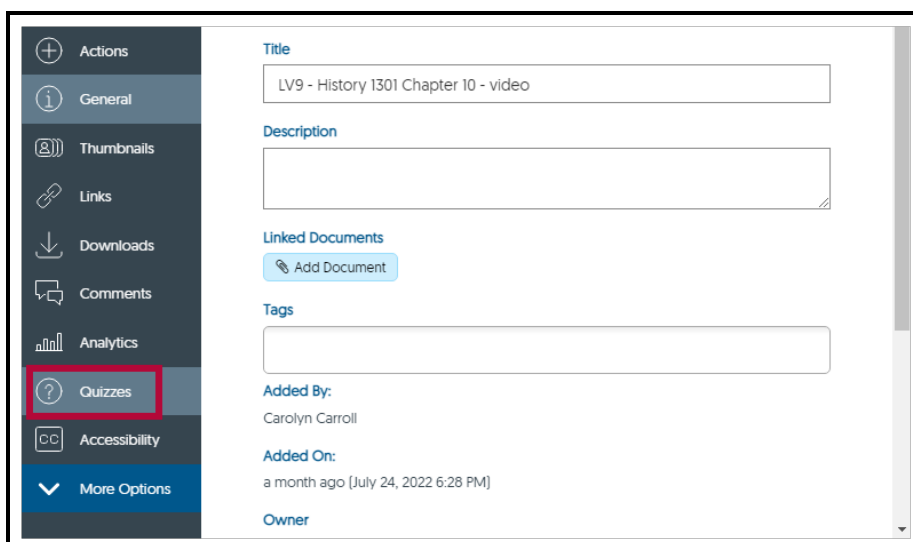 Actions
General
Thumbnails
Links
Downloads
Comments
Analytics
Quizzes
CC Accessibility
More Options
Title
LV9 - History 1301 Chapter 10 - video
Description
Linked Documents
Add Document
Tags
Added By:
Carolyn Carroll
Added On:
a month ago (July 24, 2022 6:28 PM)
Owner